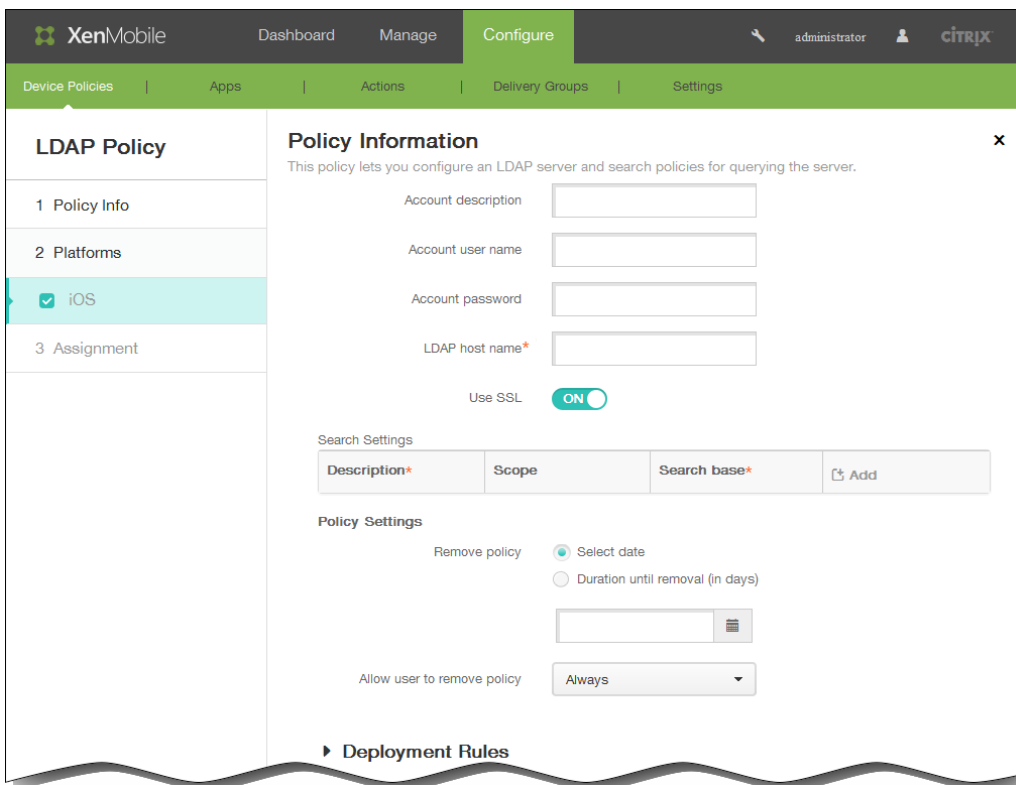 XenMobile Dashboard Manage Configure administrator CITRIX
Device Policies | Apps | Actions | Delivery Groups | Settings
LDAP Policy
1 Policy Info
2 Platforms
iOS
3 Assignment
Policy Information
This policy lets you configure an LDAP server and search policies for querying the server.
Account description
Account user name
Account password
LDAP host name*
Use SSL ON
Search Settings
Description* Scope Search base* Add
Policy Settings
Remove policy Select date
Duration until removal (in days)
Allow user to remove policy Always
Deployment Rules